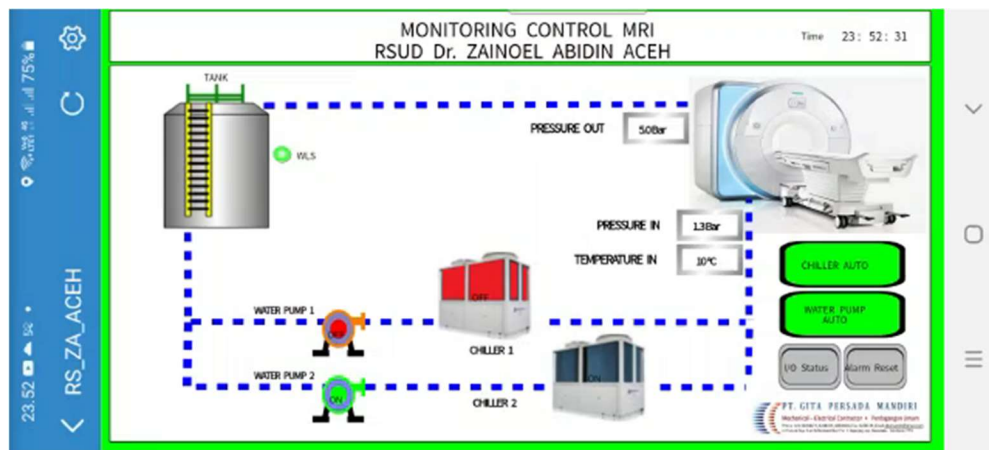 MONITORING CONTROL MRI
RSUD Dr. ZAINOEL ABIDIN ACEH
Time 23: 52: 31
TANK
WLS
PRESSURE OUT 5.0Bar
PRESSURE IN 1.3Bar
TEMPERATURE IN 10°C
CHILLER AUTO
WATER PUMP
AUTO
I/O Status
Alarm Reset
WATER PUMP 1
OFF
OFF
CHILLER 1
WATER PUMP 2
ON
ON
CHILLER 2
PT. GITA PERSADA MANDIRI
Mechanical - Electrical Contractor • Perdagangan Umum
RS_ZA_ACEH
23.52
75%